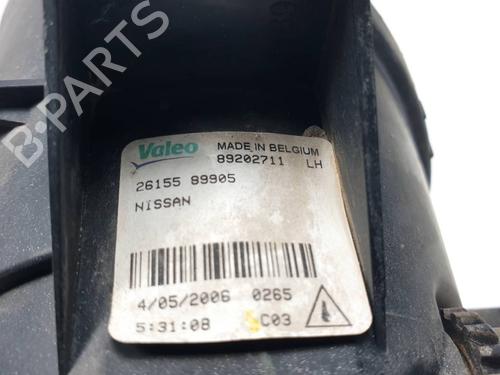 B-PARTS
Valeo MADE IN BELGIUM
89202711 LH
26155 89905
NISSAN
4/05/2006 0265
5:31:08 C03